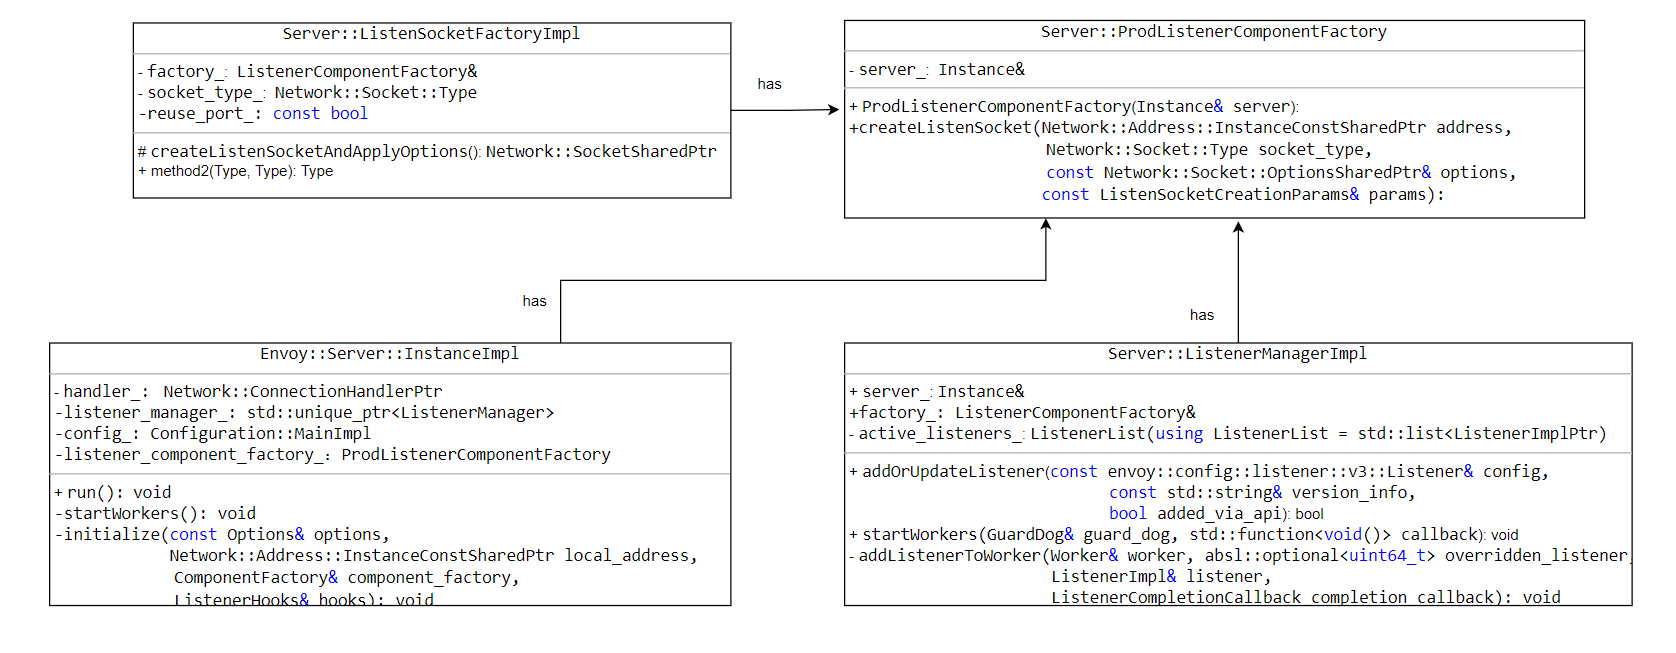 Server::ListenSocketFactoryImpl
- factory_: ListenerComponentFactory&
- socket_type_: Network::Socket::Type
-reuse_port_: const bool
# createListenSocketAndApplyOptions(): Network::SocketSharedPtr
+ method2(Type, Type): Type
has
Server::ProdListenerComponentFactory
- server_: Instance&
+ ProdListenerComponentFactory(Instance& server):
+createListenSocket(Network::Address::InstanceConstSharedPtr address,
Network::Socket::Type socket_type,
const Network::Socket::OptionsSharedPtr& options,
const ListenSocketCreationParams& params):
has
has
Envoy::Server::InstanceImpl
- handler_: Network::ConnectionHandlerPtr
-listener_manager_: std::unique_ptr<ListenerManager>
-config_: Configuration::MainImpl
-listener_component_factory_: ProdListenerComponentFactory
+ run(): void
-startWorkers(): void
-initialize(const Options& options,
Network::Address::InstanceConstSharedPtr local_address,
ComponentFactory& component_factory,
ListenerHooks& hooks): void
Server::ListenerManagerImpl
+ server_: Instance&
+factory_: ListenerComponentFactory&
- active_listeners_: ListenerList(using ListenerList = std::list<ListenerImplPtr)
+ addOrUpdateListener(const envoy::config::listener::v3::Listener& config,
const std::string& version_info,
bool added_via_api): bool
+ startWorkers(GuardDog& guard_dog, std::function<void()> callback): void
- addListenerToWorker(Worker& worker, absl::optional<uint64_t> overridden_listener,
ListenerImpl& listener,
ListenerCompletionCallback completion_callback): void